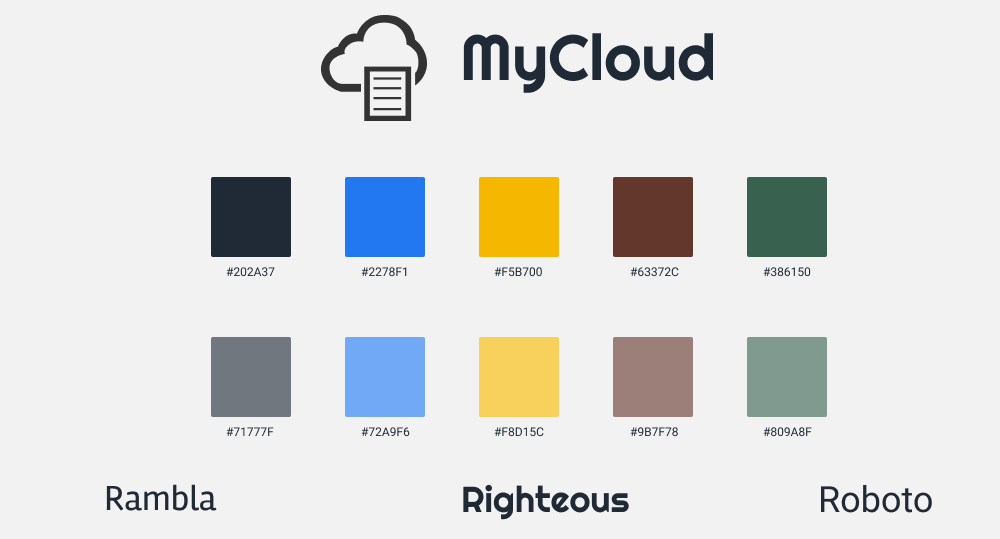 MyCloud
#202A37 #2278F1 #F5B700 #63372C #386150
#71777F #72A9F6 #F8D15C #9B7F78 #809A8F
Rambla Righteous Roboto